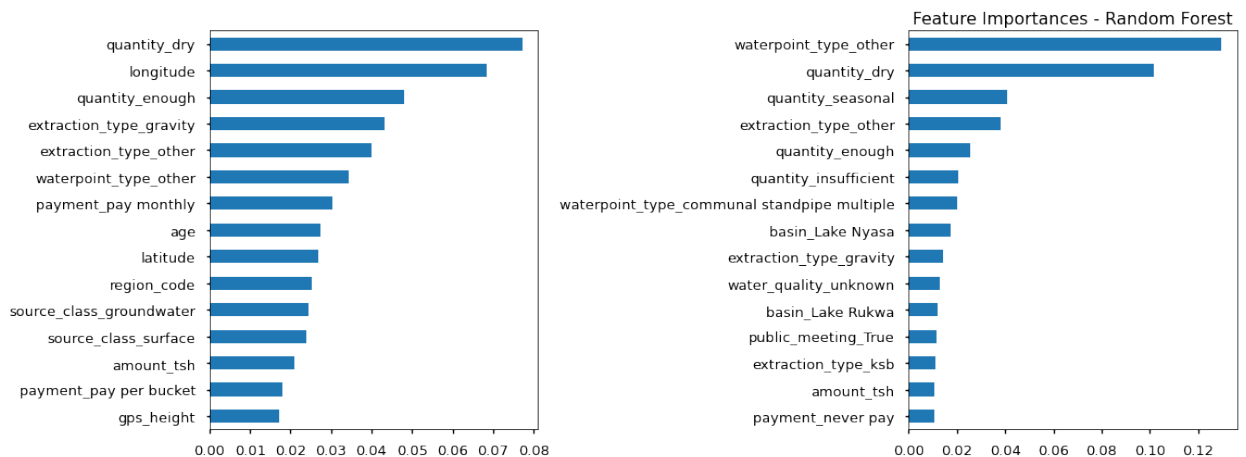 quantity_dry
longitude
quantity_enough
extraction_type_gravity
extraction_type_other
waterpoint_type_other
payment_pay monthly
age
latitude
region_code
source_class_groundwater
source_class_surface
amount_tsh
payment_pay per bucket
gps_height
0.00 0.01 0.02 0.03 0.04 0.05 0.06 0.07 0.08
Feature Importances - Random Forest
waterpoint_type_other
quantity_dry
quantity_seasonal
extraction_type_other
quantity_enough
quantity_insufficient
waterpoint_type_communal standpipe multiple
basin_Lake Nyasa
extraction_type_gravity
water_quality_unknown
basin_Lake Rukwa
public_meeting_True
extraction_type_ksb
amount_tsh
payment_never pay
0.00 0.02 0.04 0.06 0.08 0.10 0.12